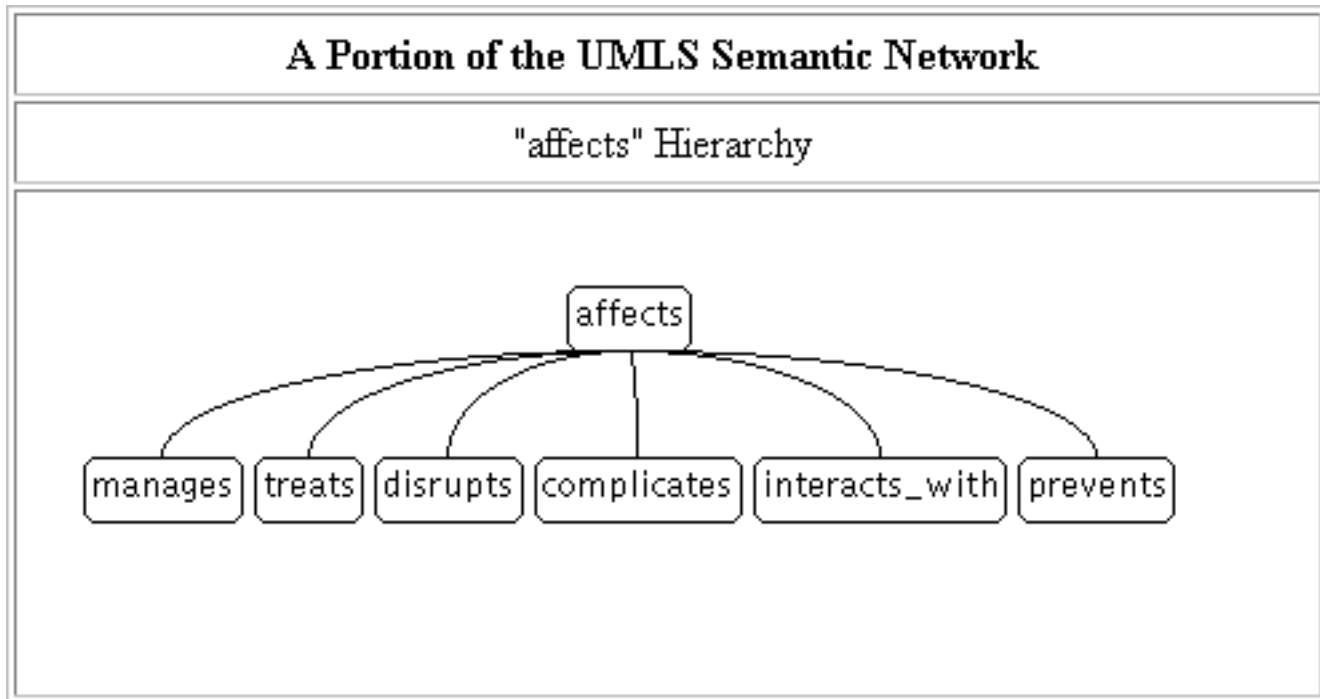 A Portion of the UMLS Semantic Network
"affects" Hierarchy
affects
manages treats disrupts complicates interacts_with prevents